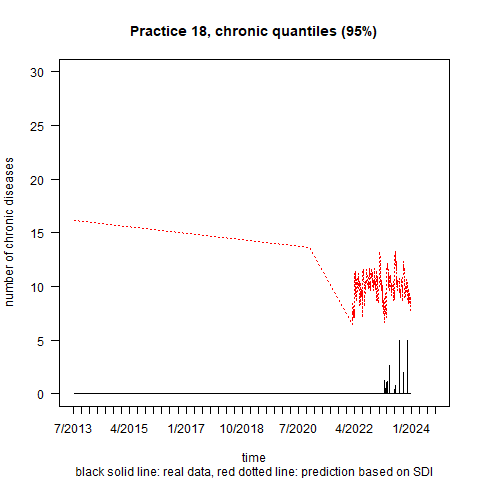 Practice 18, chronic quantiles (95%)
number of chronic diseases
30
25
20
15
10
5
0
7/2013 4/2015 1/2017 10/2018 7/2020 4/2022 1/2024
time
black solid line: real data, red dotted line: prediction based on SDI